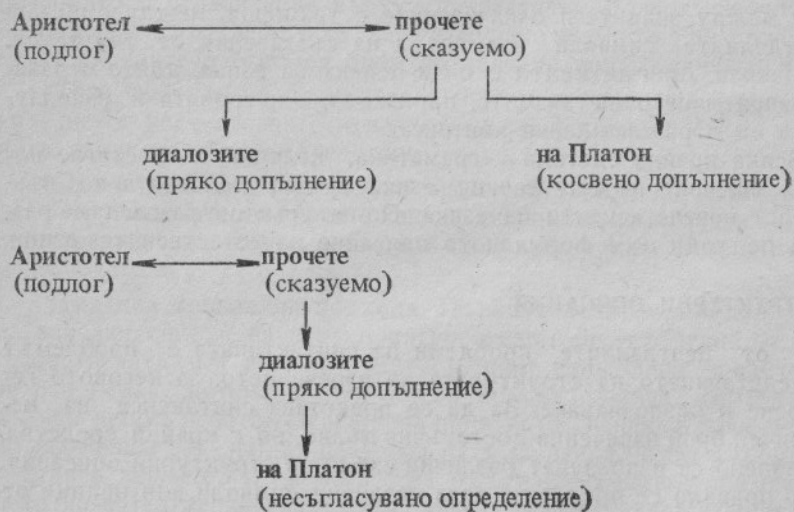 Аристотел прочете
(подлог) (сказуемо)
диалозите на Платон
(пряко допълнение) (косвено допълнение)
Аристотел прочете
(подлог) (сказуемо)
диалозите
(пряко допълнение)
на Платон
(несъгласувано определение)